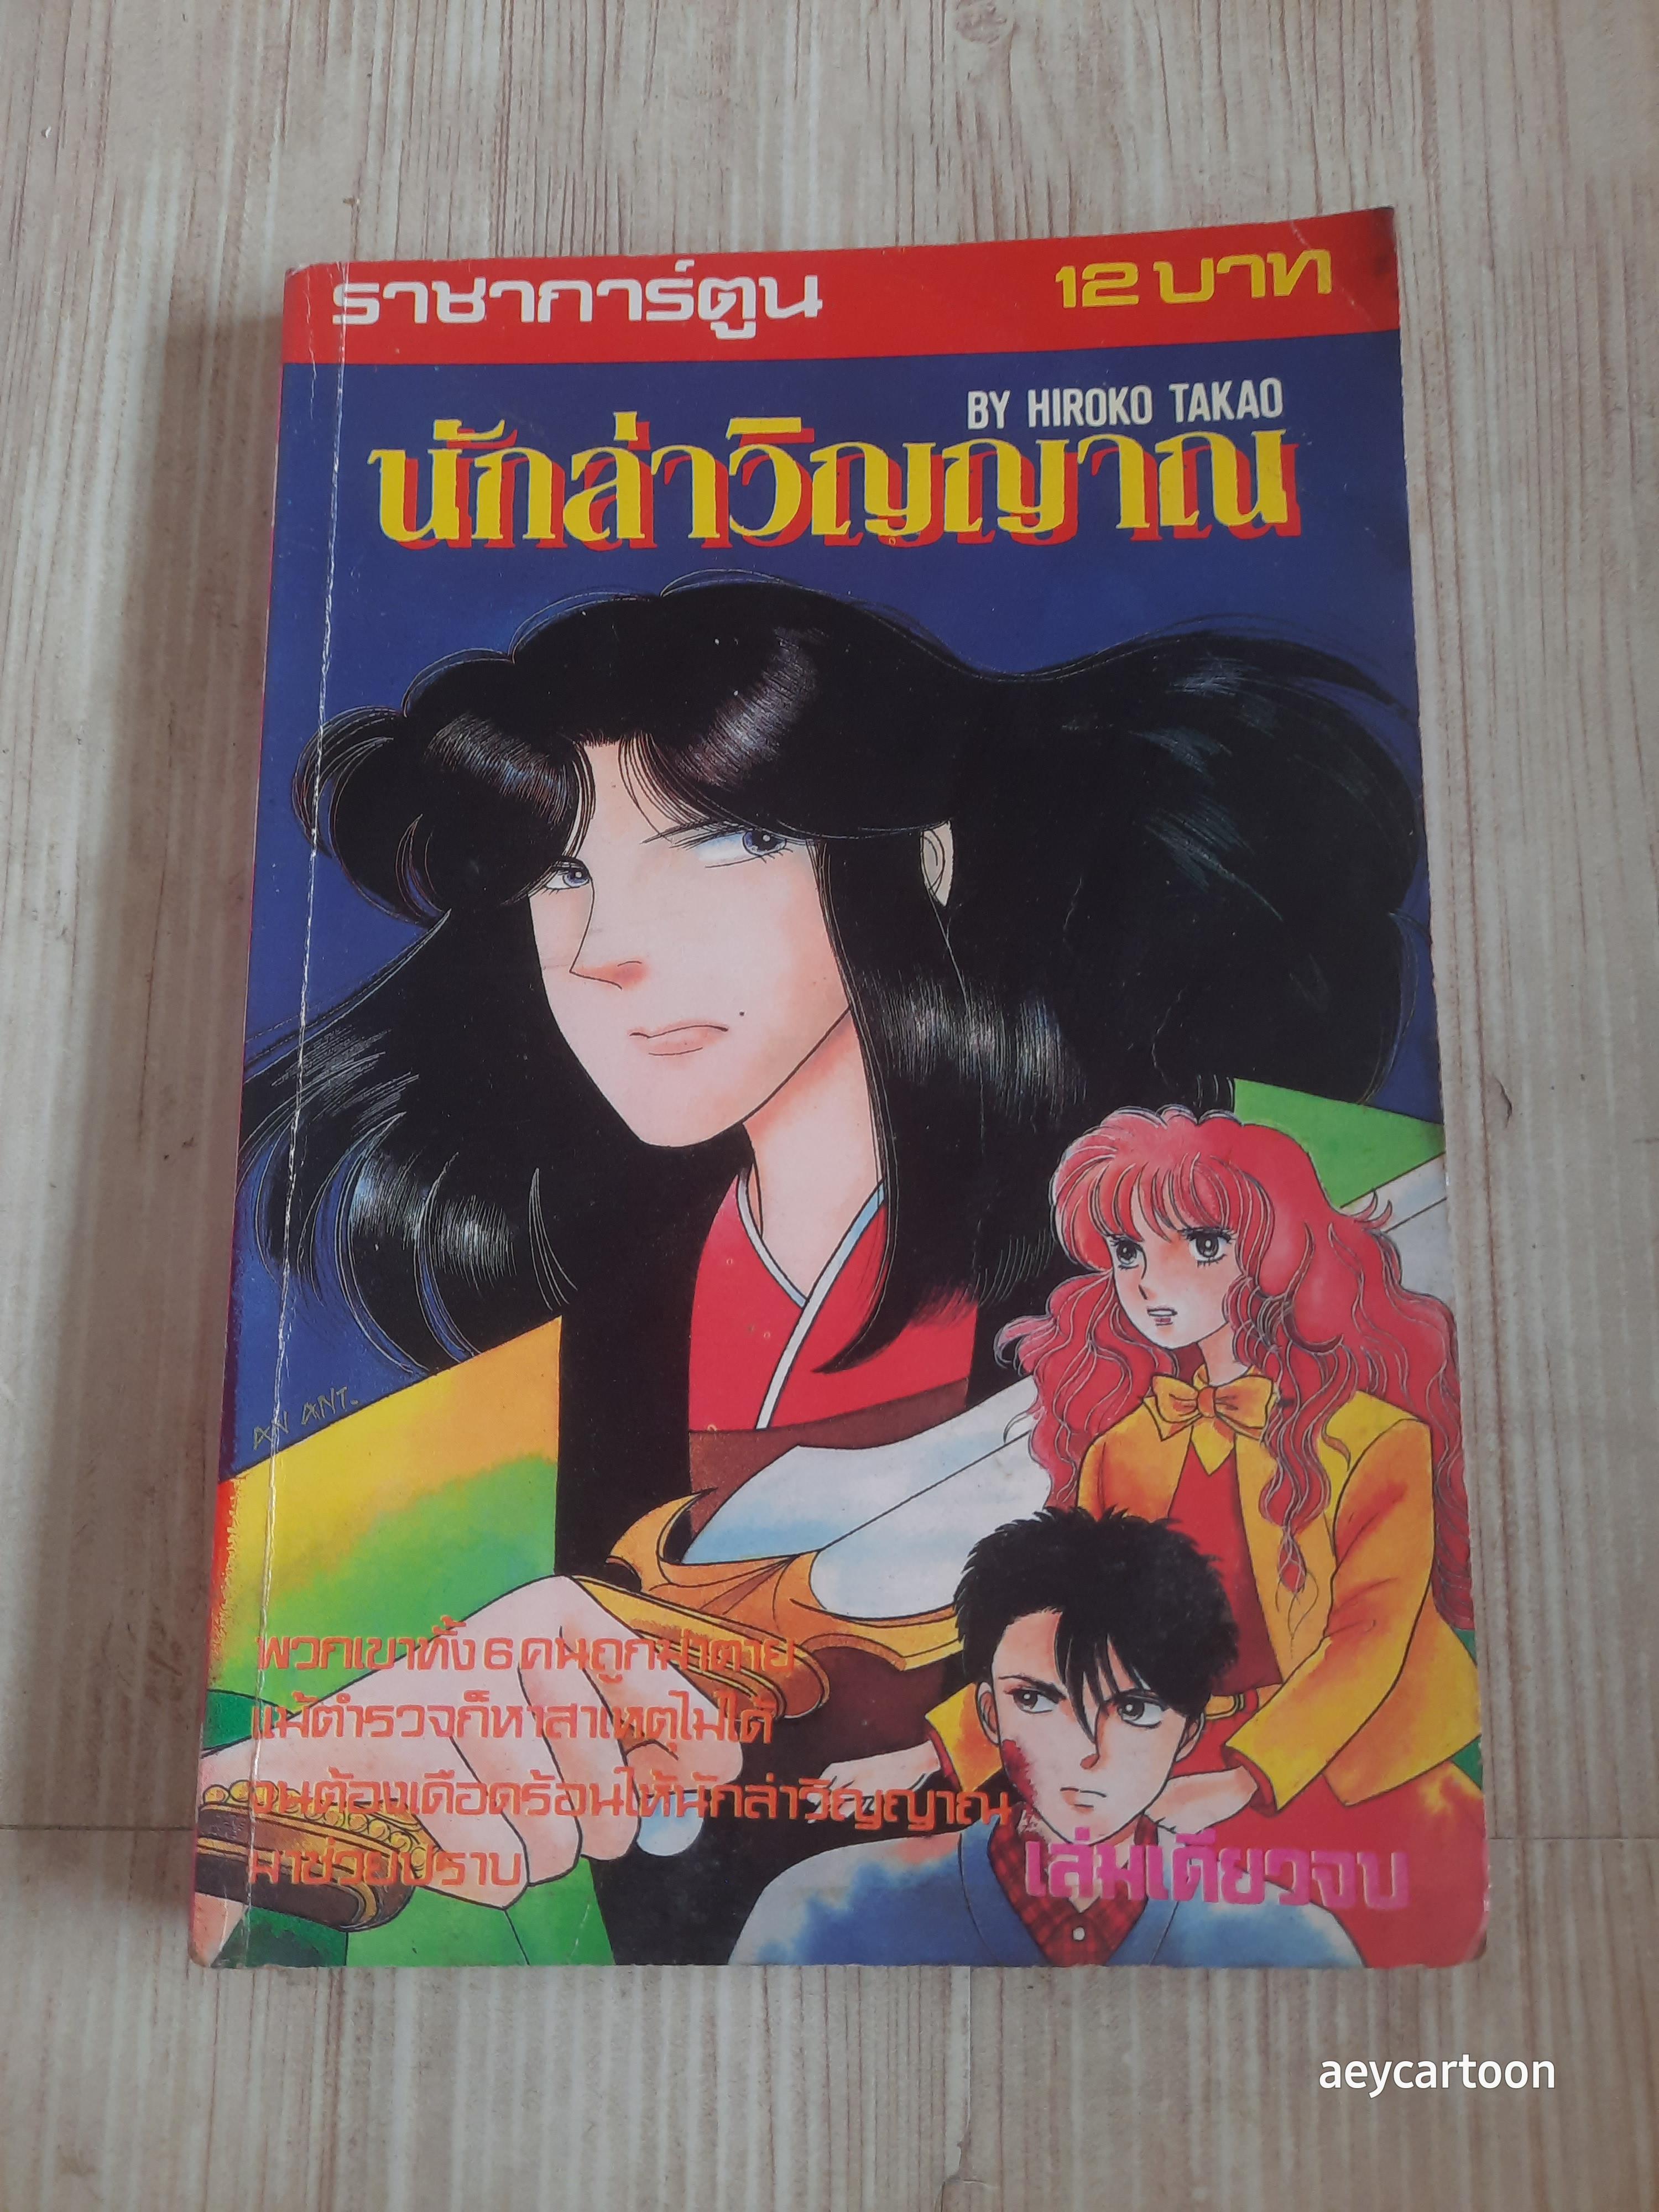 ราชาการ์ตูน 12 บาท
BY HIROKO TAKAO
นักล่าวิญญาณ
AN ANT.
พวกเขาทั้ง 6 คนถูกฆ่าตาย
แม้ตำรวจก็หาสาเหตุไม่ได้
จนต้องเดือดร้อนให้นักล่าวิญญาณ
มาช่วยปราบ
เล่มเดียวจบ
aeycartoon